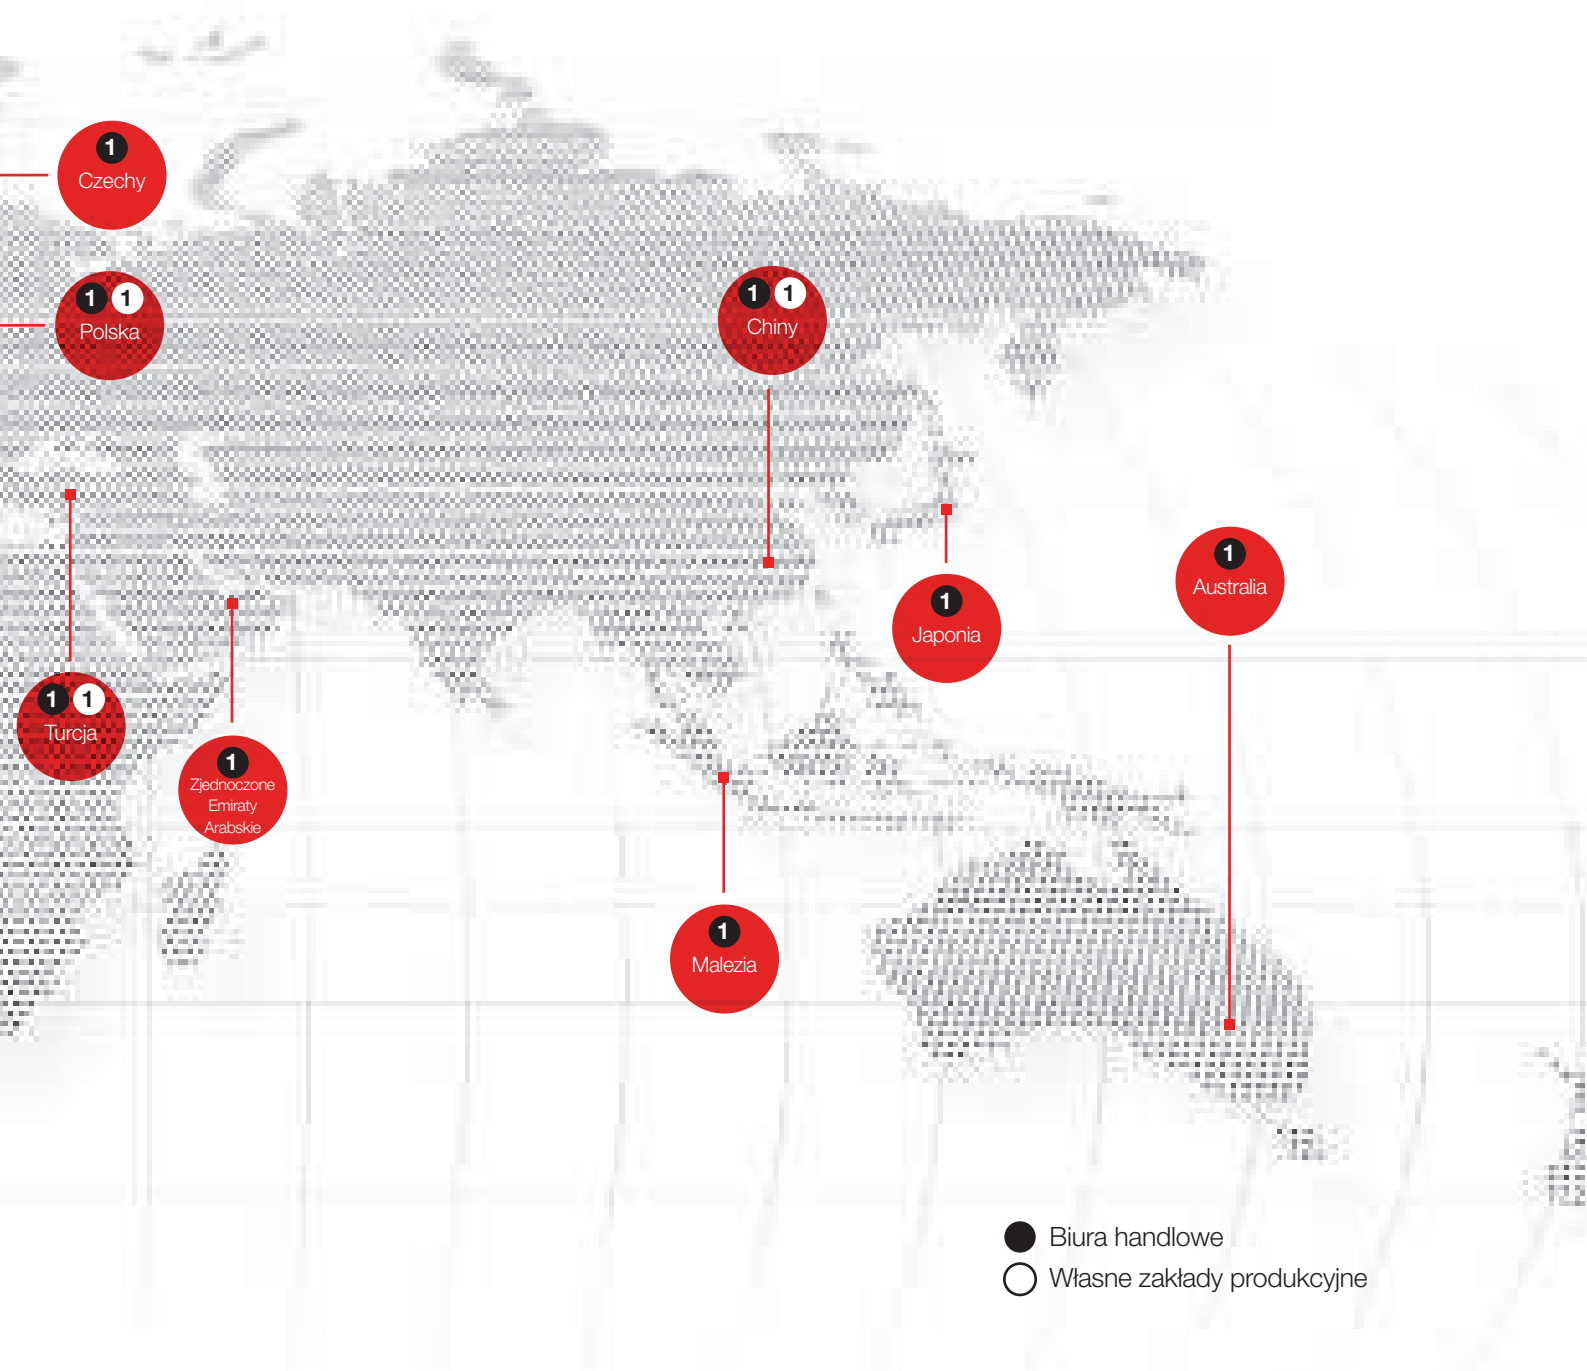 1
Czechy
1 1
Polska
1 1
Chiny
1
Australia
1
Japonia
1 1
Turcja
1
Zjednoczone
Emiraty
Arabskie
1
Malezia
Biura handlowe
Własne zakłady produkcyjne